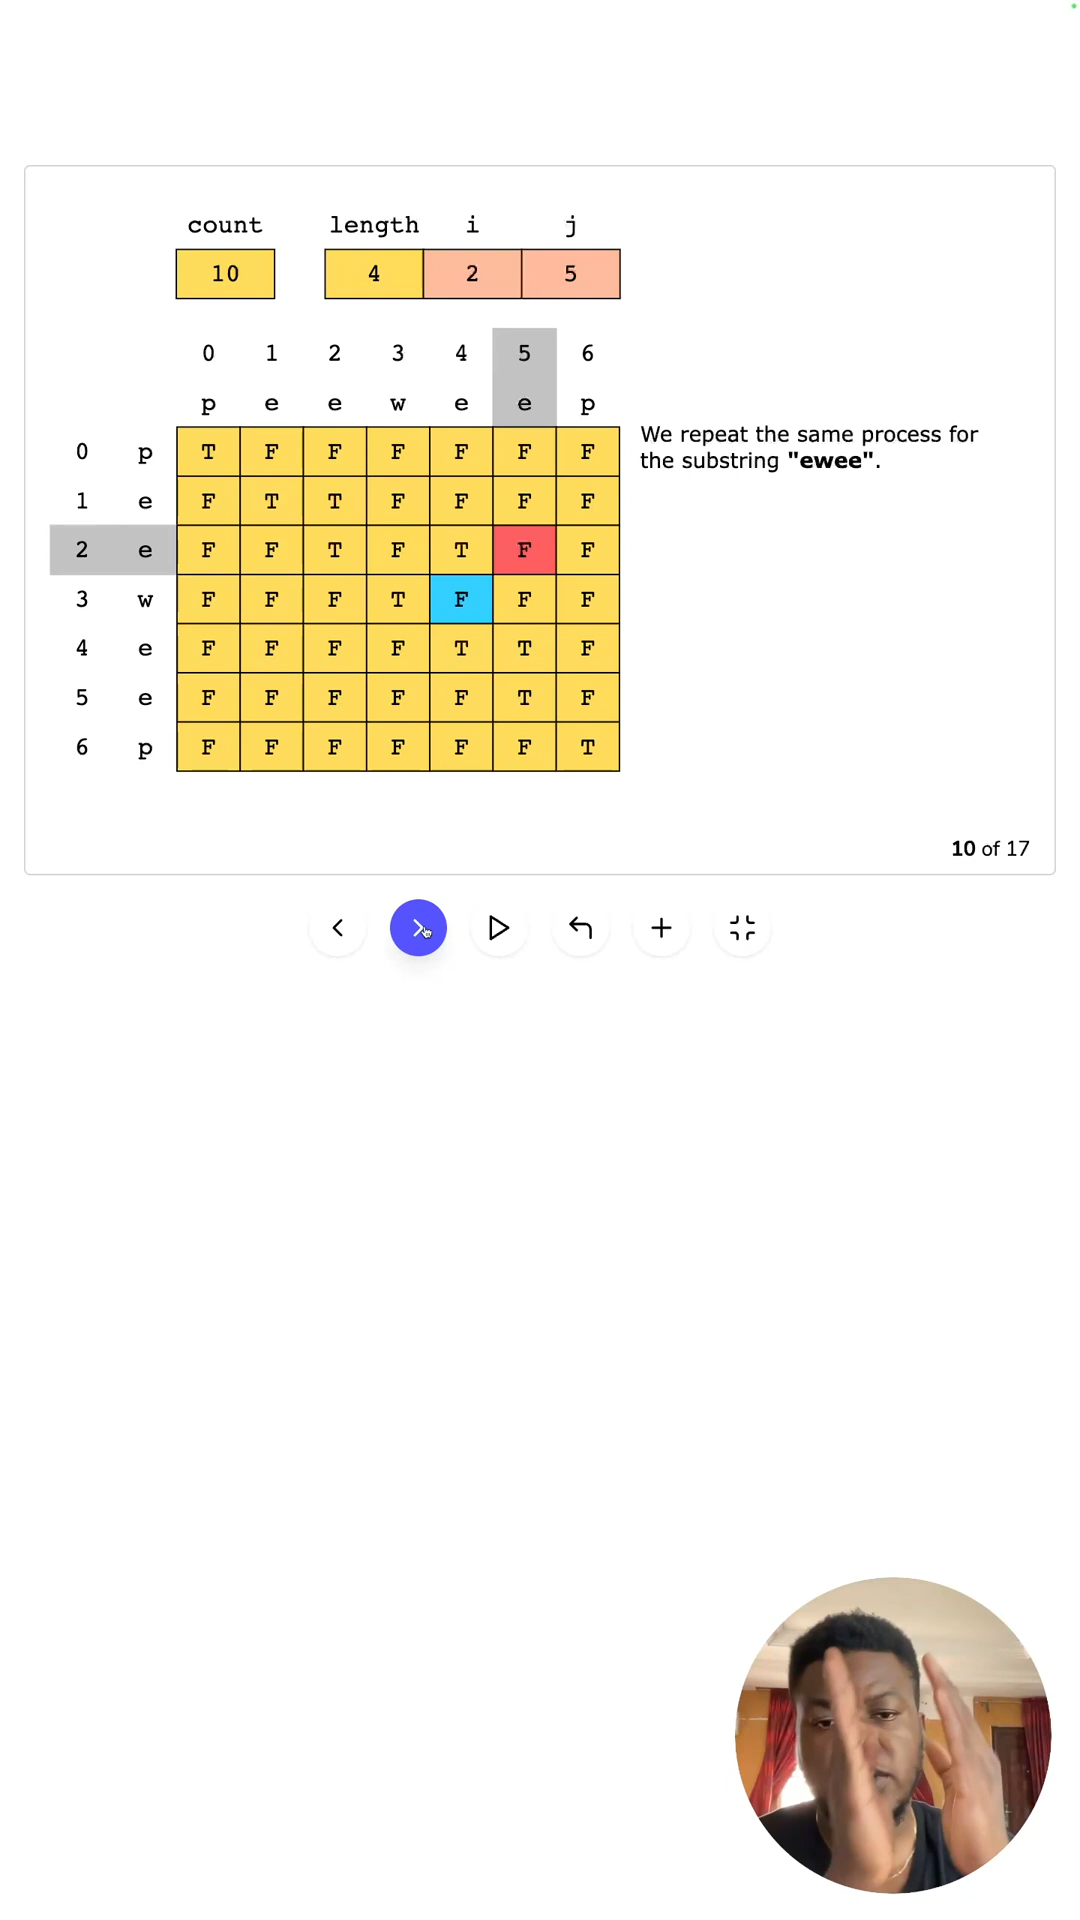 count length i j
10 4 2 5
0 1 2 3 4 5 6
p e e w e e p
0 p T F F F F F F
1 e F T T F F F F
2 e F F T F T F F
3 w F F F T F F F
4 e F F F F T T F
5 e F F F F F T F
6 p F F F F F F T
We repeat the same process for
the substring "ewee".
10 of 17